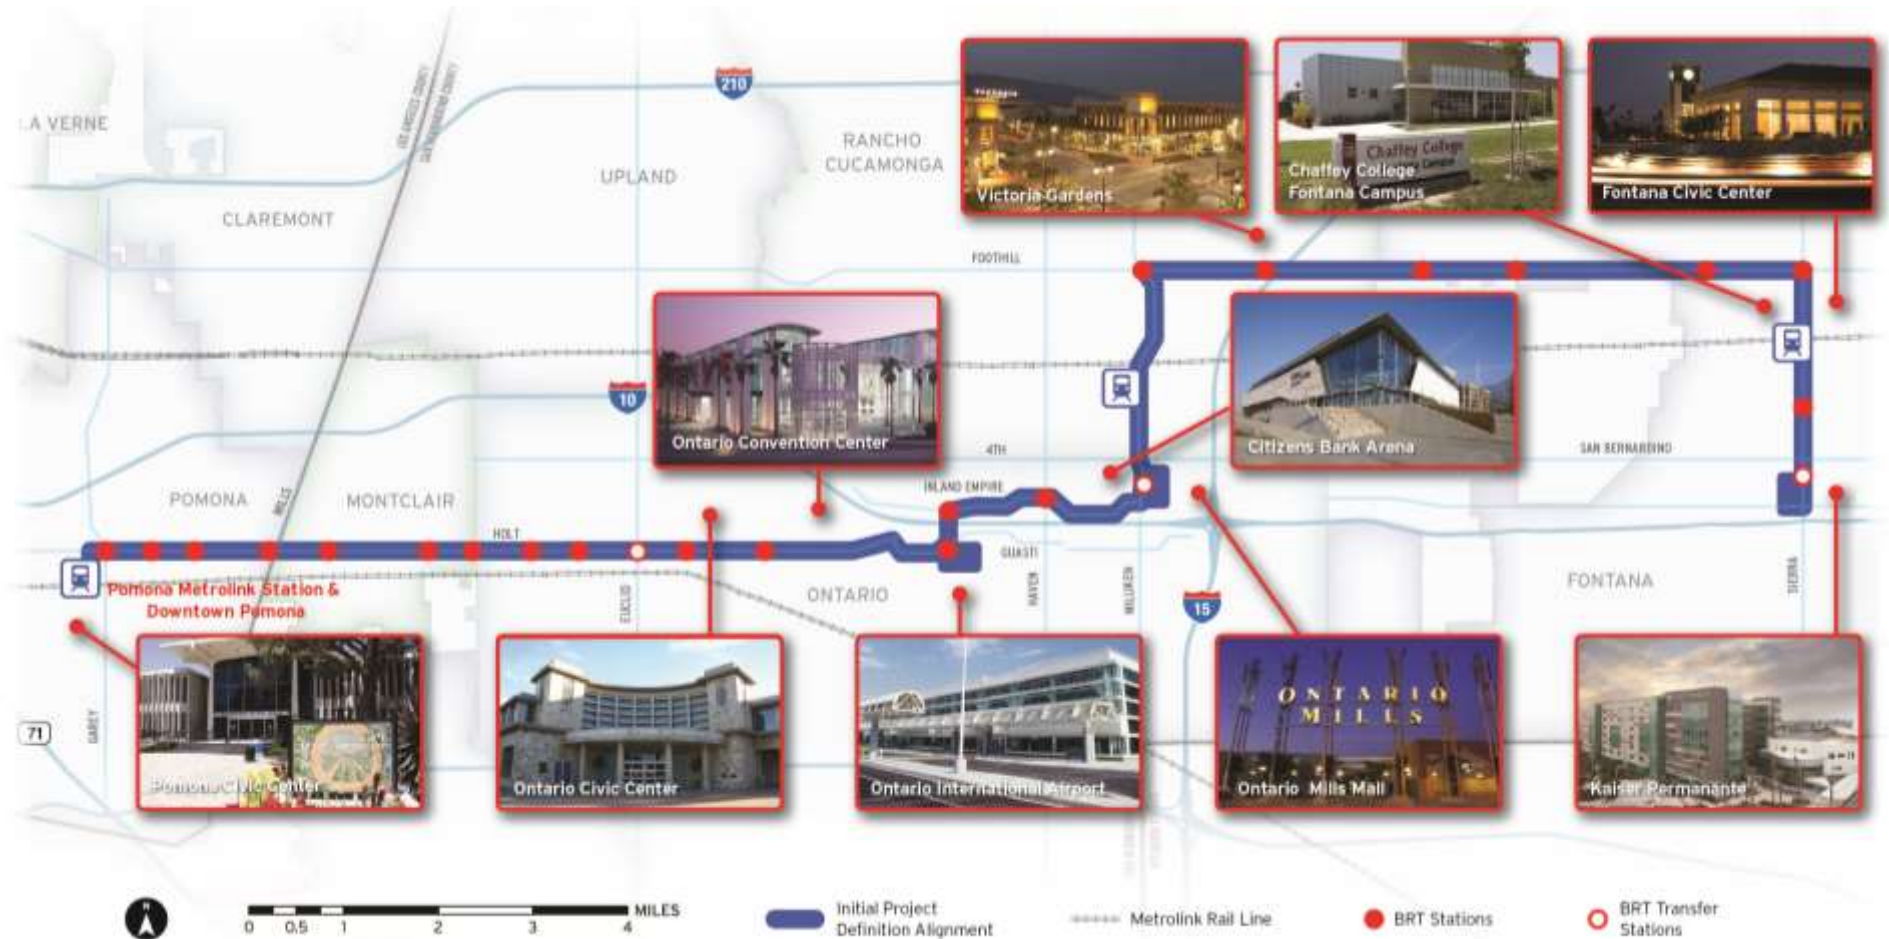 210
LA VERNE
RANCHO
CUCAMONGA
UPLAND
CLAREMONT
Victoria Gardens
Chaffey College
Chaffey College
Fontana Campus
Fontana Civic Center
FOOTHILL
10
Ontario Convention Center
Citizens Bank Arena
4TH
SAN BERNARDINO
INLAND EMPIRE
POMONA
MILLS
MONTCLAIR
HOLT
GUASTI
ONTARIO
EUCLID
HAVEN
MILLIKEN
15
FONTANA
SIERRA
Pomona Metrolink Station &
Downtown Pomona
GAREY
71
Pomona Civic Center
Ontario Civic Center
Ontario International Airport
ONTARIO
MILLS
Ontario Mills Mall
Kaiser Permanante
N
0 0.5 1 2 3 4 MILES
Initial Project
Definition Alignment
Metrolink Rail Line
BRT Stations
BRT Transfer
Stations